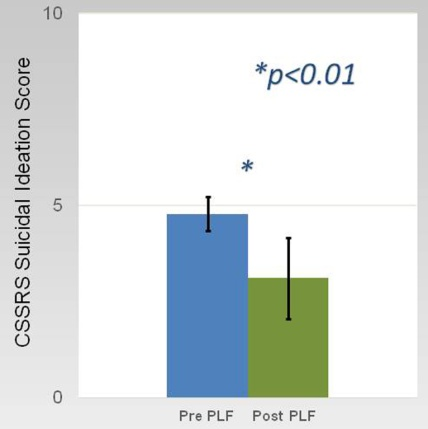 10
*p<0.01
*
5
0
CSSRS Suicidal Ideation Score
Pre PLF Post PLF